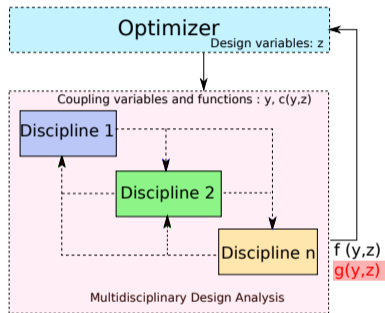 Optimizer
Design variables: z
Coupling variables and functions : y, c(y,z)
Discipline 1
Discipline 2
Discipline n
f (y,z)
g(y,z)
Multidisciplinary Design Analysis